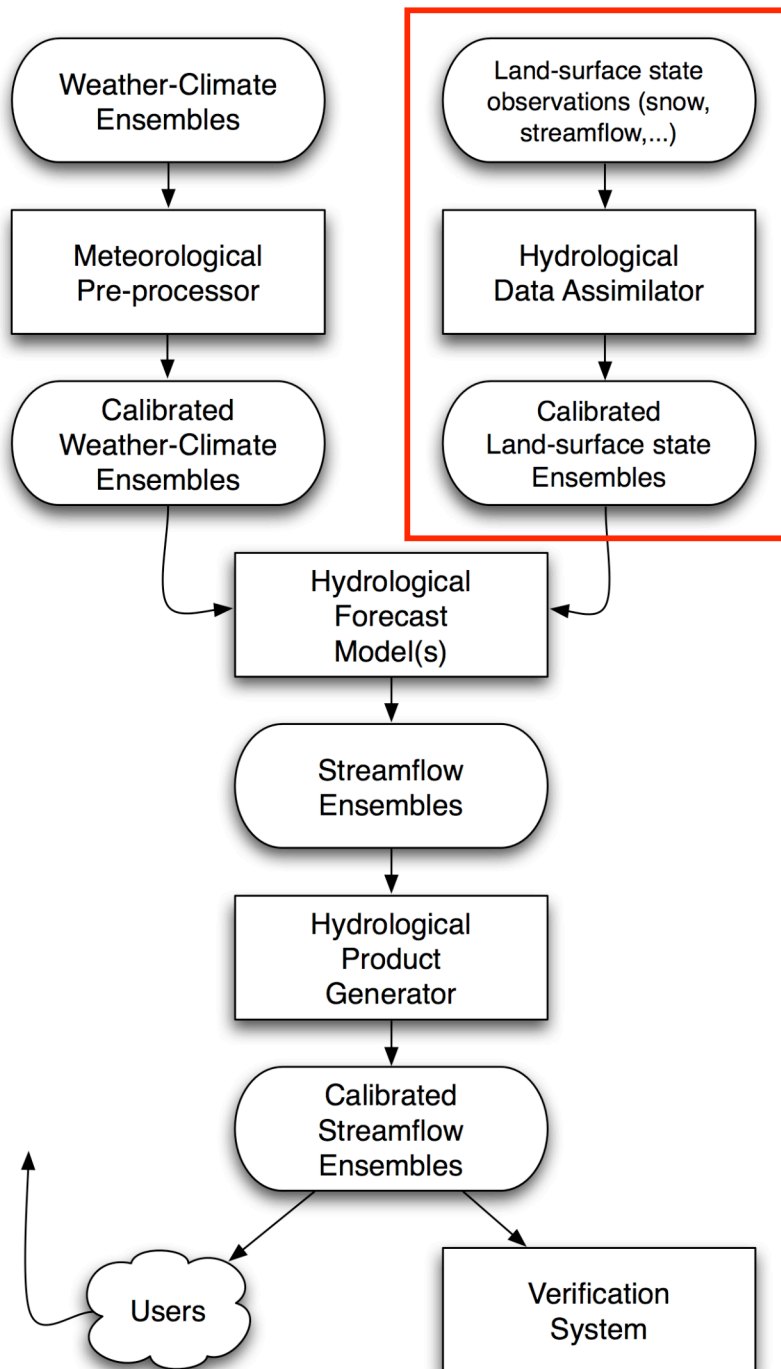 Weather-Climate
Ensembles
Land-surface state
observations (snow,
streamflow,...)
Meteorological
Pre-processor
Hydrological
Data Assimilator
Calibrated
Weather-Climate
Ensembles
Calibrated
Land-surface state
Ensembles
Hydrological
Forecast
Model(s)
Streamflow
Ensembles
Hydrological
Product
Generator
Calibrated
Streamflow
Ensembles
Users
Verification
System